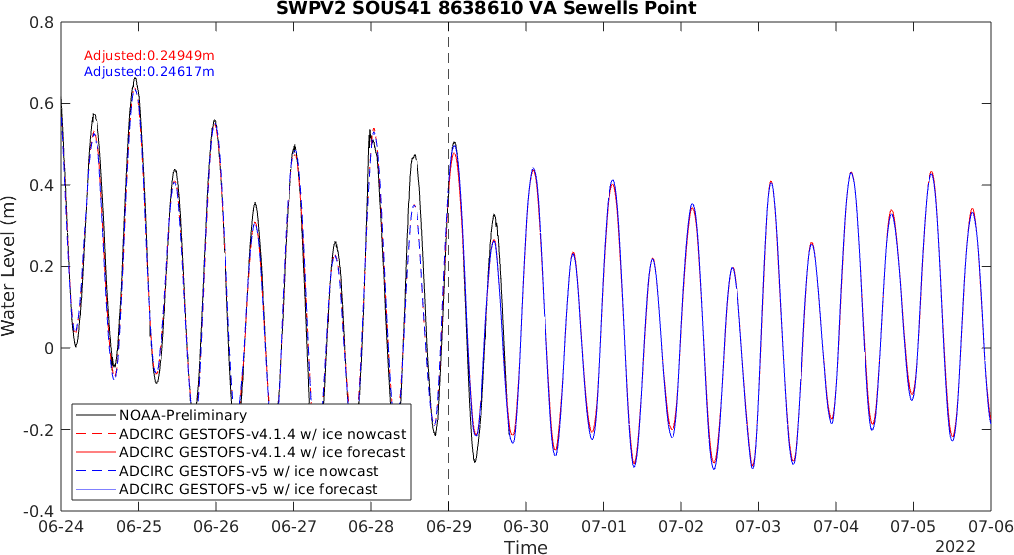 SWPV2 SOUS41 8638610 VA Sewells Point
Adjusted:0.24949m
Adjusted:0.24617m
0.8
0.6
0.4
0.2
0
-0.2
-0.4
Water Level (m)
NOAA-Preliminary
ADCIRC GESTOFS-v4.1.4 w/ ice nowcast
ADCIRC GESTOFS-v4.1.4 w/ ice forecast
ADCIRC GESTOFS-v5 w/ ice nowcast
ADCIRC GESTOFS-v5 w/ ice forecast
06-24 06-25 06-26 06-27 06-28 06-29 06-30 07-01 07-02 07-03 07-04 07-05 07-06
Time
2022